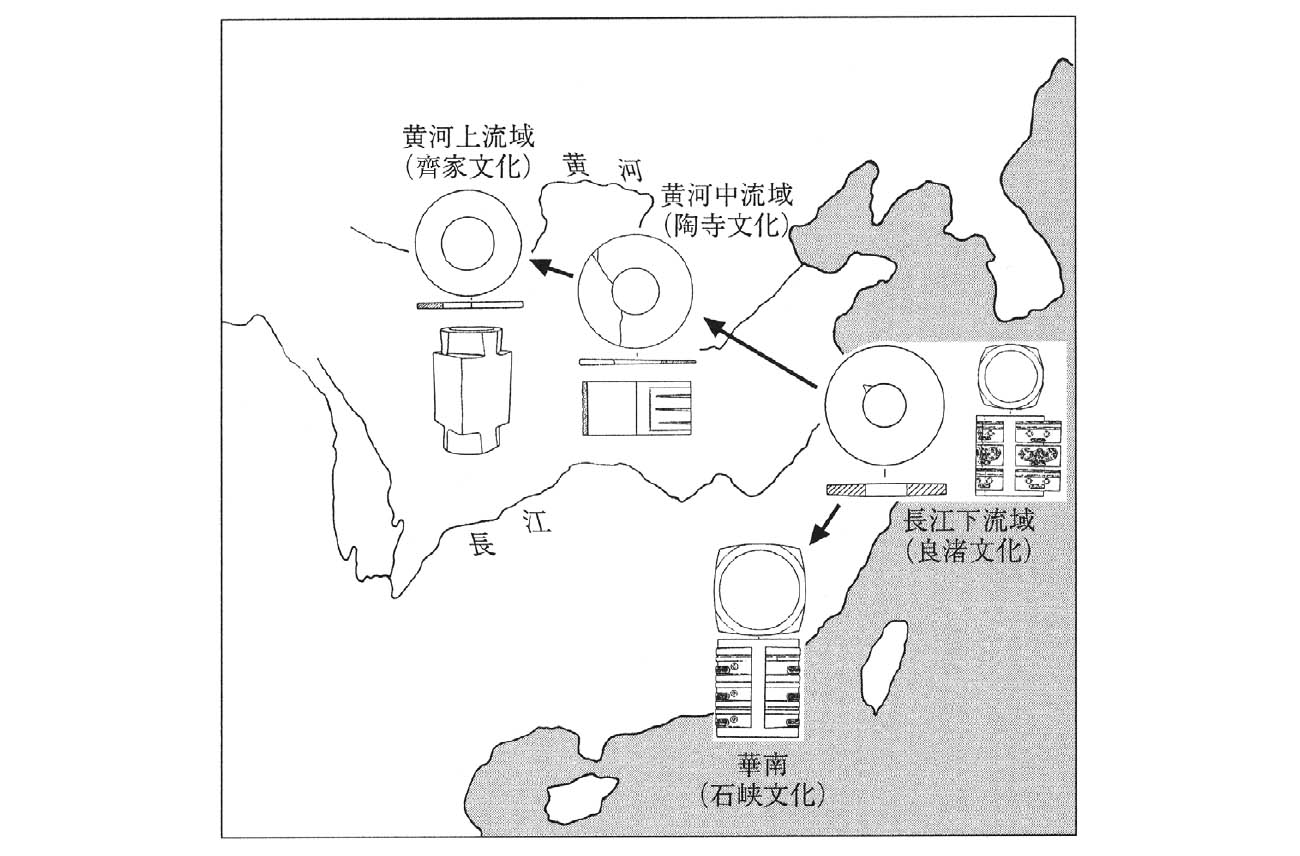 黄河上流域
(齊家文化)
黄河
黄河中流域
(陶寺文化)
長江
長江下流域
(良渚文化)
華南
(石峡文化)